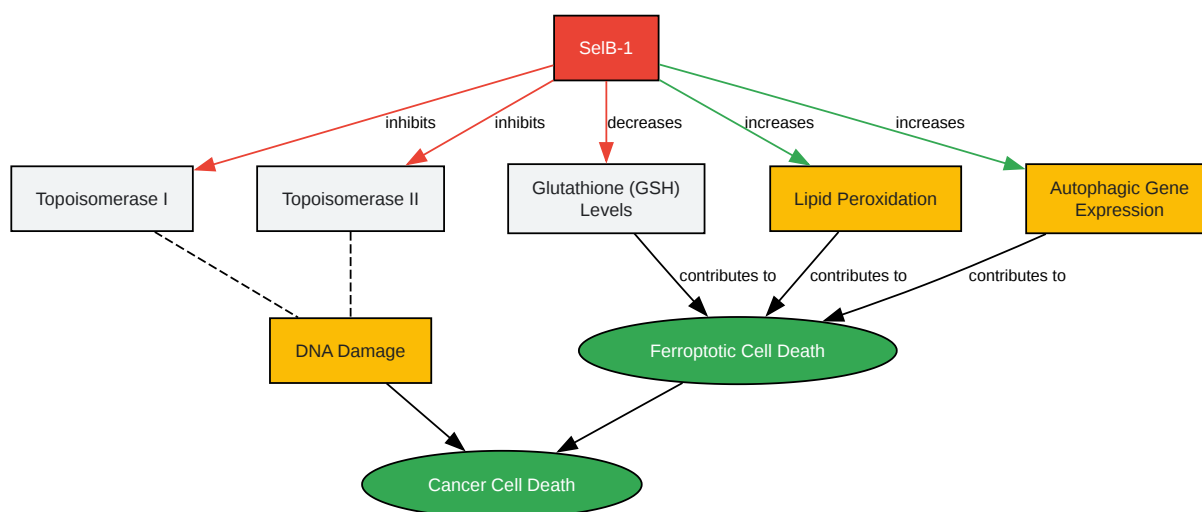 SelB-1
inhibits
inhibits
decreases
increases
increases
Topoisomerase I
Topoisomerase II
Glutathione (GSH)
Levels
Lipid Peroxidation
Autophagic Gene
Expression
contributes to
contributes to
contributes to
DNA Damage
Ferroptotic Cell Death
Cancer Cell Death